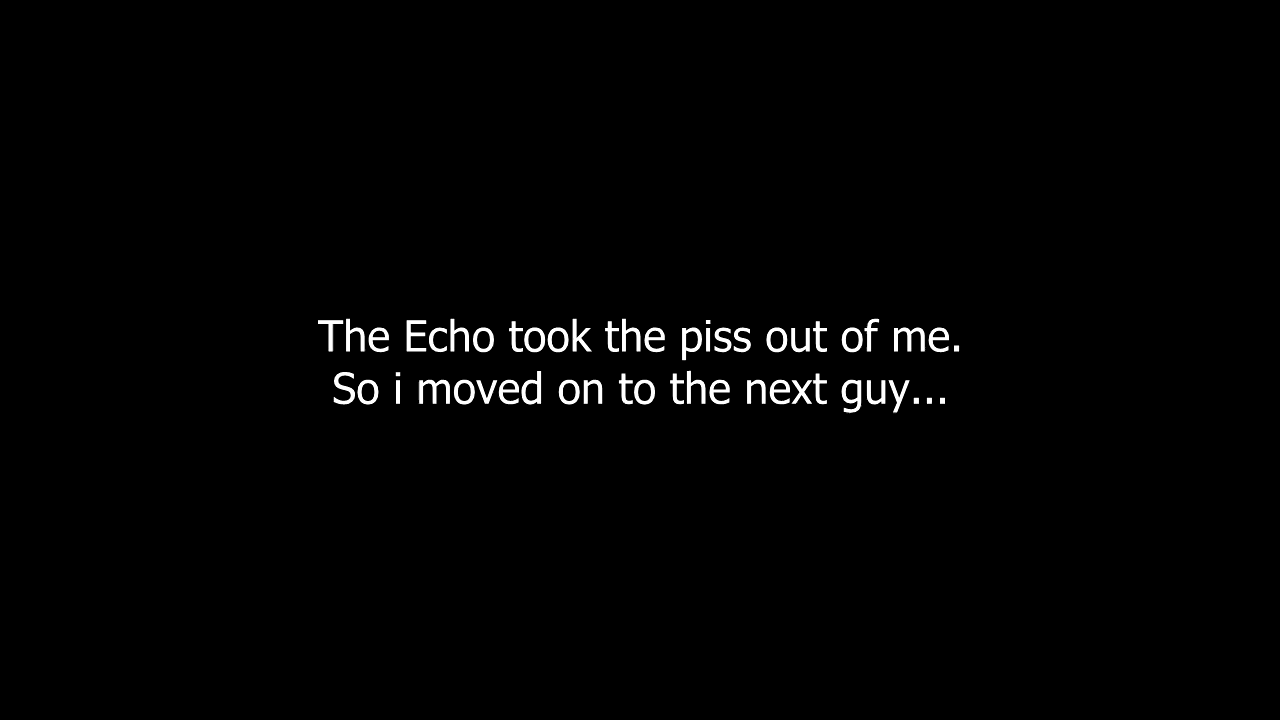 The Echo took the piss out of me.
So i moved on to the next guy...